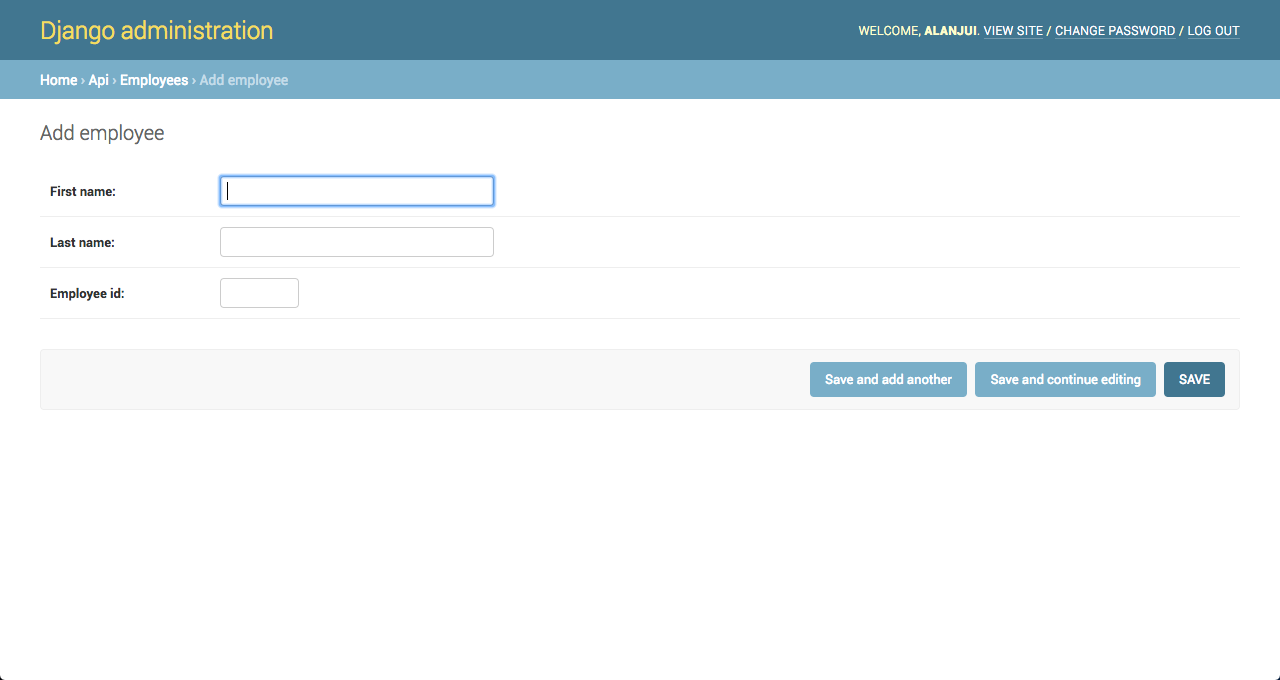 Django administration
WELCOME, ALANJUI. VIEW SITE / CHANGE PASSWORD / LOG OUT
Home › Api › Employees › Add employee
Add employee
First name:
Last name:
Employee id:
Save and add another
Save and continue editing
SAVE